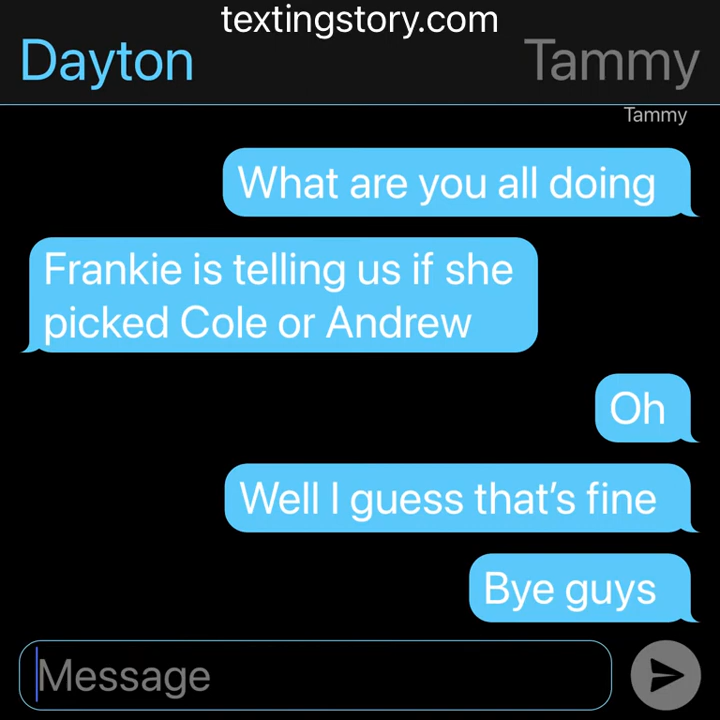 textingstory.com
Dayton
Tammy
Tammy
What are you all doing
Frankie is telling us if she
picked Cole or Andrew
Oh
Well I guess that’s fine
Bye guys
Message